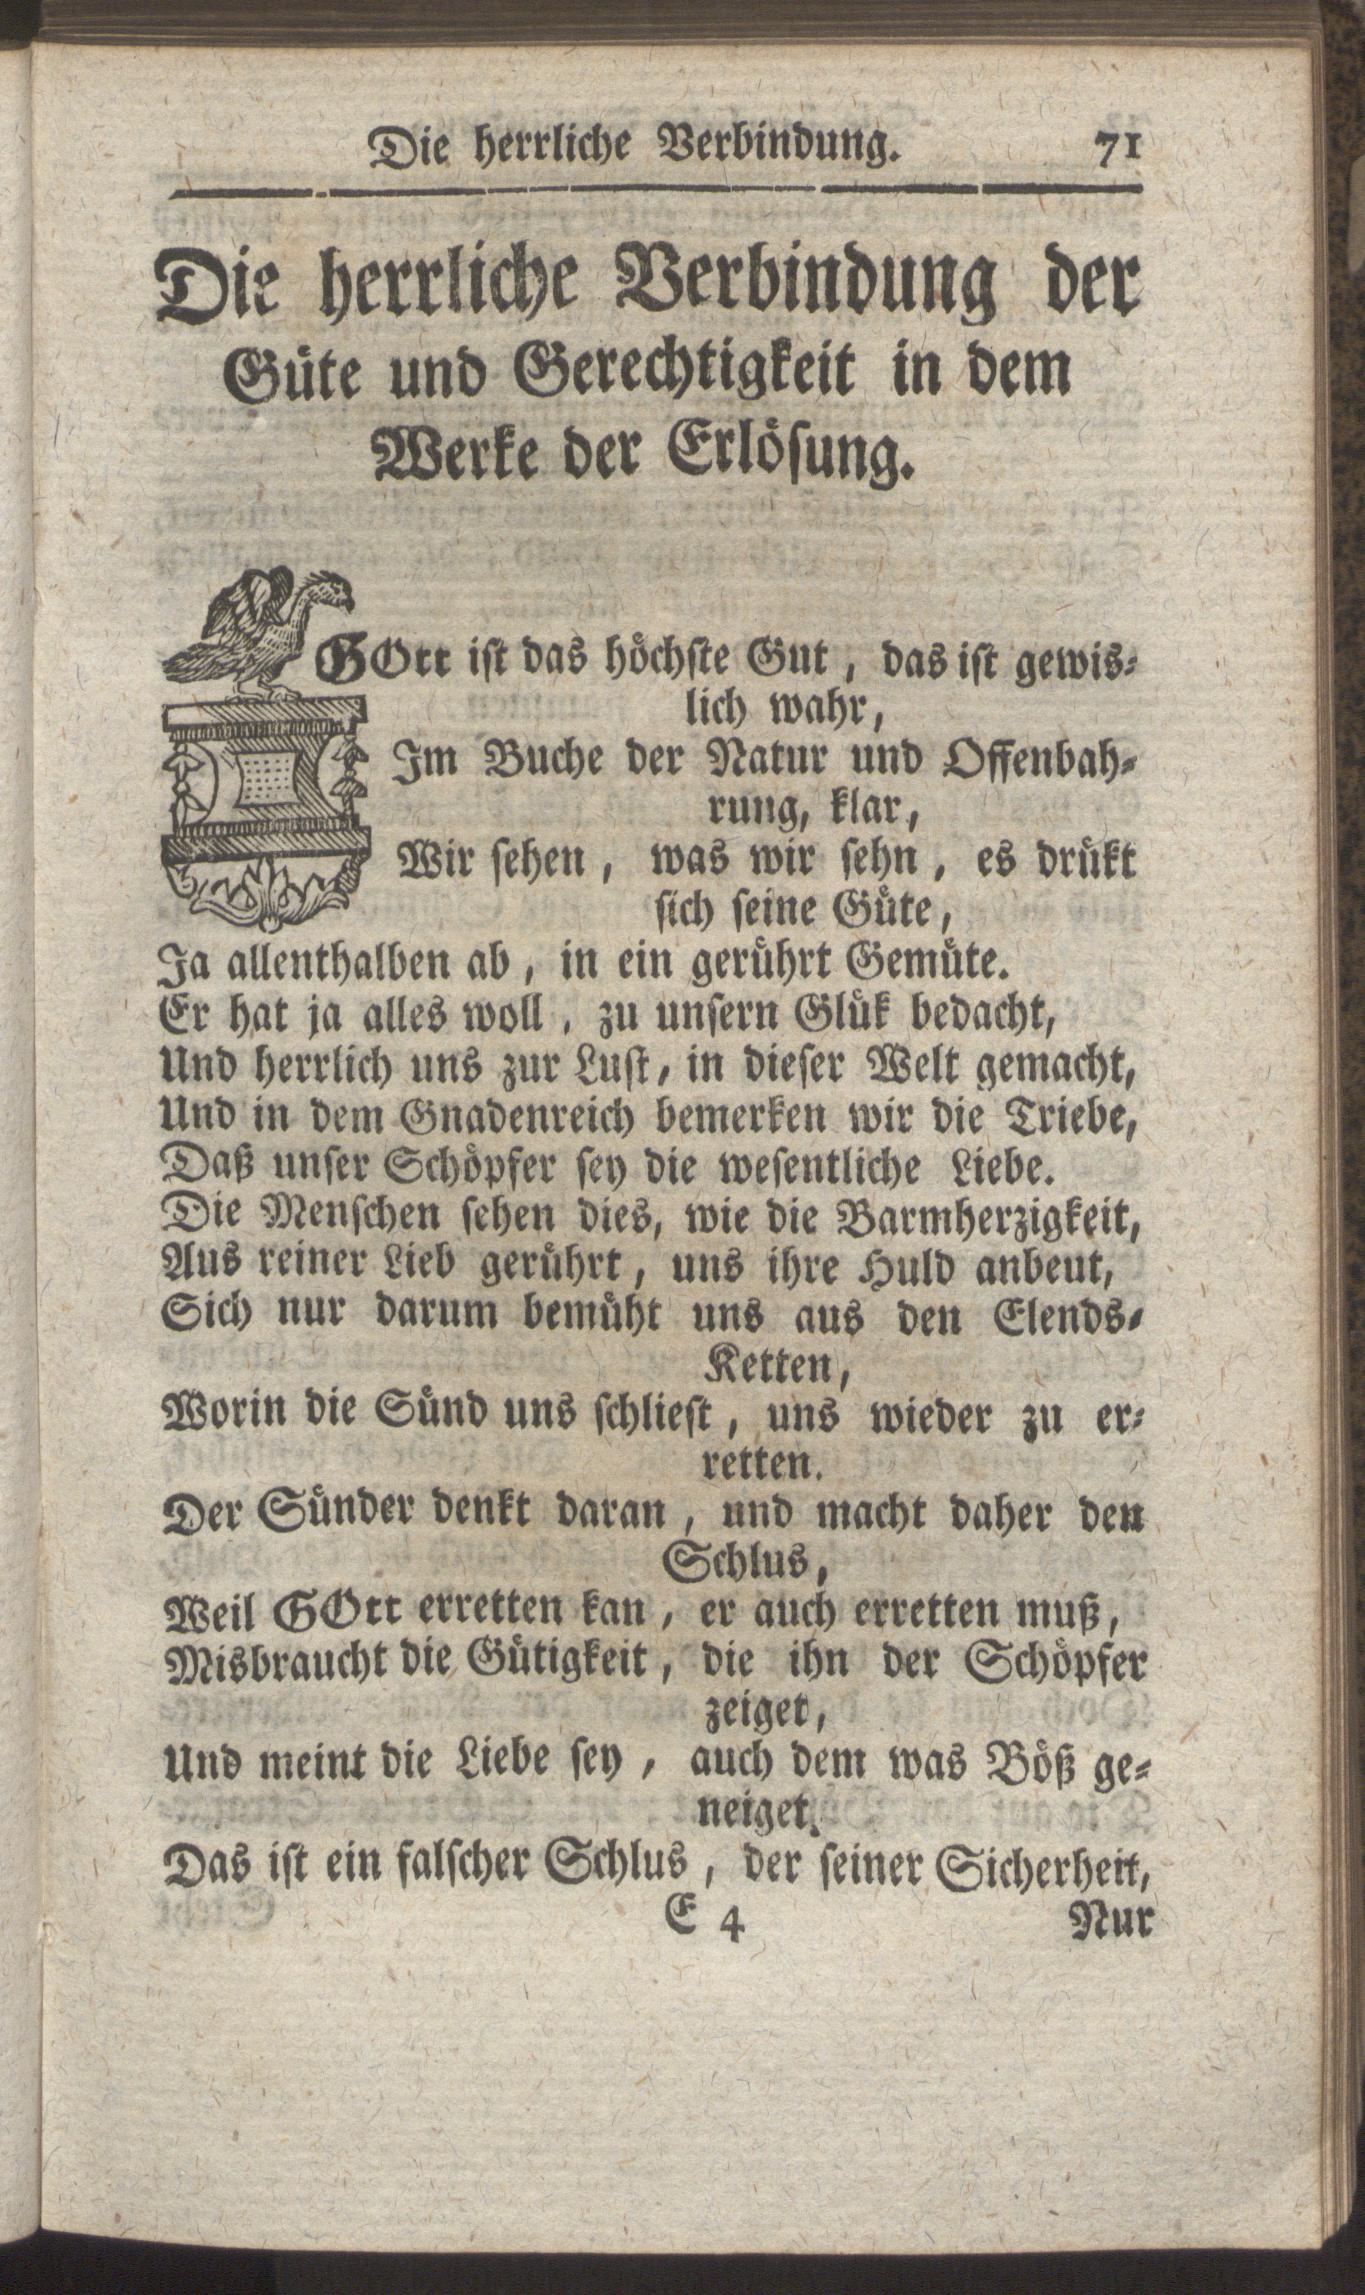 Die herrliche Verbindung. 71
Die herrliche Verbindung der
Güte und Gerechtigkeit in dem
Werke der Erlösung.
GOtt ist das höchste Gut, das ist gewis-
lich wahr,
Im Buche der Natur und Offenbah-
rung, klar,
Wir sehen, was wir sehn, es drükt
sich seine Güte,
Ja allenthalben ab, in ein gerührt Gemüte.
Er hat ja alles woll, zu unsern Glük bedacht,
Und herrlich uns zur Lust, in dieser Welt gemacht,
Und in dem Gnadenreich bemerken wir die Triebe,
Daß unser Schöpfer sey die wesentliche Liebe.
Die Menschen sehen dies, wie die Barmherzigkeit,
Aus reiner Lieb gerührt, uns ihre Huld anbeut,
Sich nur darum bemüht uns aus den Elends-
Ketten,
Worin die Sünd uns schliest, uns wieder zu er-
retten.
Der Sünder denkt daran, und macht daher den
Schlus,
Weil GOtt erretten kan, er auch erretten muß,
Misbraucht die Gütigkeit, die ihn der Schöpfer
zeiget,
Und meint die Liebe sey, auch dem was Böß ge-
neiget.
Das ist ein falscher Schlus, der seiner Sicherheit,
E 4 Nur